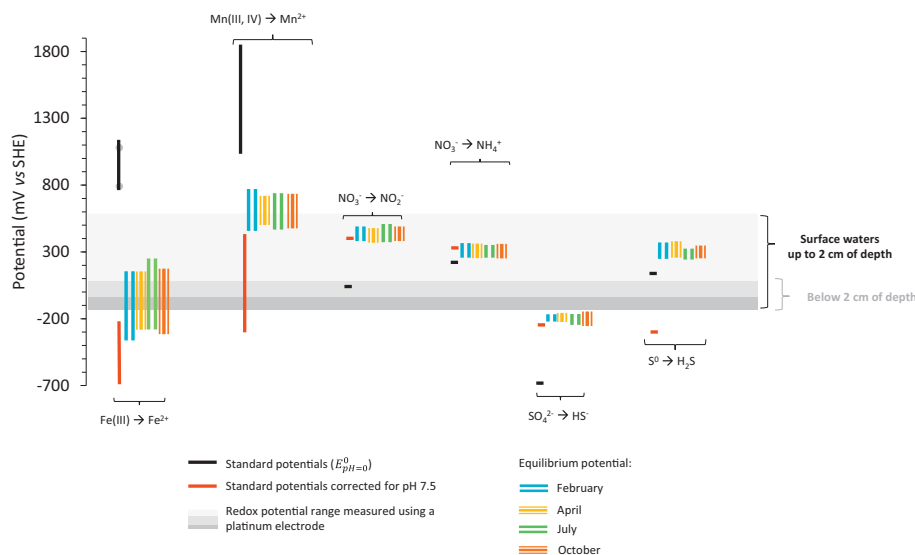 Mn(III, IV) → Mn²⁺
1800
1300
800
300
-200
-700
Potential (mV vs SHE)
NO₃⁻ → NH₄⁺
NO₃⁻ → NO₂⁻
Surface waters
up to 2 cm of depth
Below 2 cm of depth
S⁰ → H₂S
Fe(III) → Fe²⁺
SO₄²⁻ → HS⁻
Standard potentials (E⁰pH=0)
Standard potentials corrected for pH 7.5
Redox potential range measured using a
platinum electrode
Equilibrium potential:
February
April
July
October